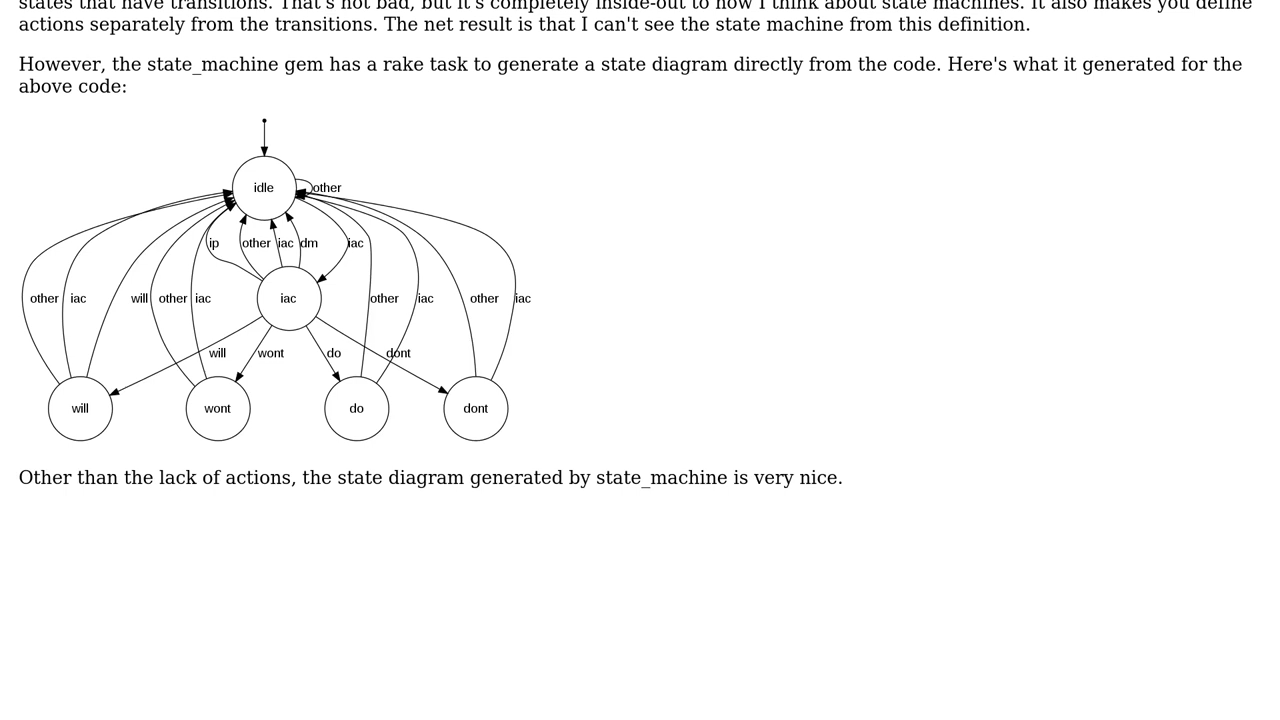 states that have transitions. That's not bad, but it's completely inside-out to how I think about state machines. It also makes you define
actions separately from the transitions. The net result is that I can't see the state machine from this definition.
However, the state_machine gem has a rake task to generate a state diagram directly from the code. Here's what it generated for the
above code:
idle other
ip other iac dm iac
other iac will other iac iac other iac other iac
will wont do dont
will wont do dont
Other than the lack of actions, the state diagram generated by state_machine is very nice.